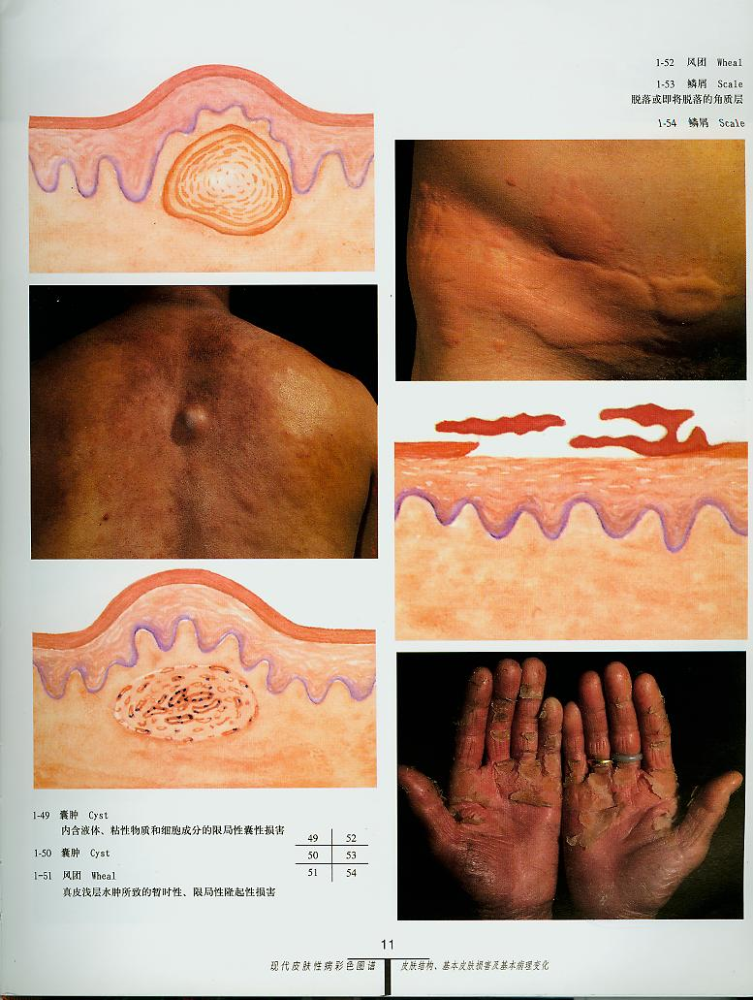 1-52 风团 Wheal
1-53 鳞屑 Scale
脱落或即将脱落的角质层
1-54 鳞屑 Scale
1-49 囊肿 Cyst
内含液体、粘性物质和细胞成分的限局性囊性损害
1-50 囊肿 Cyst
1-51 风团 Wheal
真皮浅层水肿所致的暂时性、限局性隆起性损害
49 52
50 53
51 54
11
现代皮肤性病彩色图谱
皮肤结构、基本皮肤损害及基本病理变化